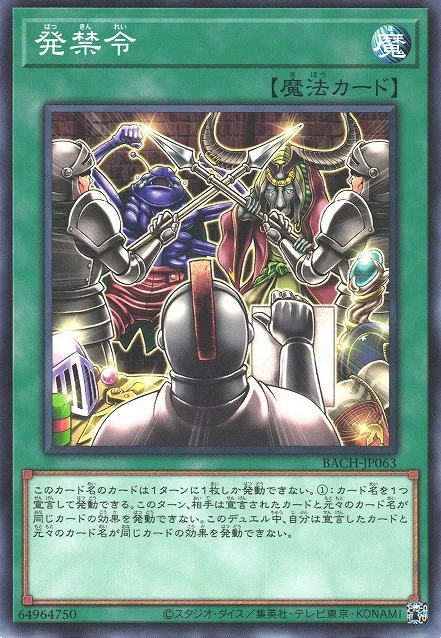 発禁令
【魔法カード】
魔
BACH-JP063
このカード名のカードは1ターンに1枚しか発動できない。①：カード名を1つ
宣言して発動できる。このターン、相手は宣言されたカードと元々のカード名が
同じカードの効果を発動できない。このデュエル中、自分は宣言したカードと
元々のカード名が同じカードの効果を発動できない。
64964750
©スタジオ・ダイス／集英社・テレビ東京・KONAMI